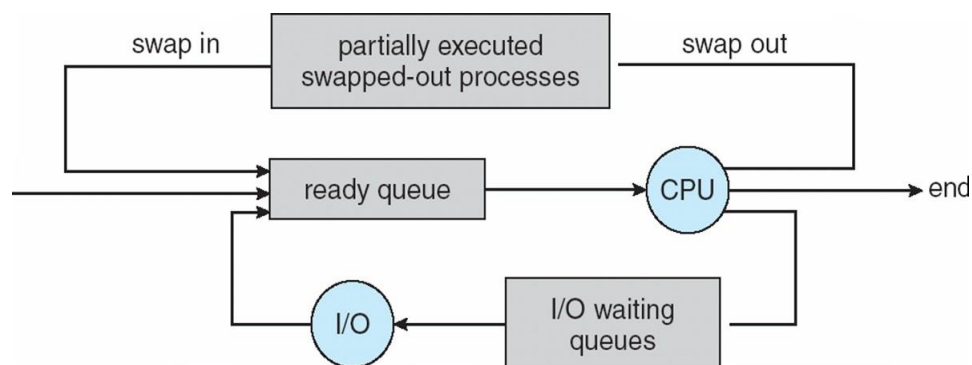 swap in
partially executed
swapped-out processes
swap out
ready queue
CPU
end
I/O
I/O waiting
queues